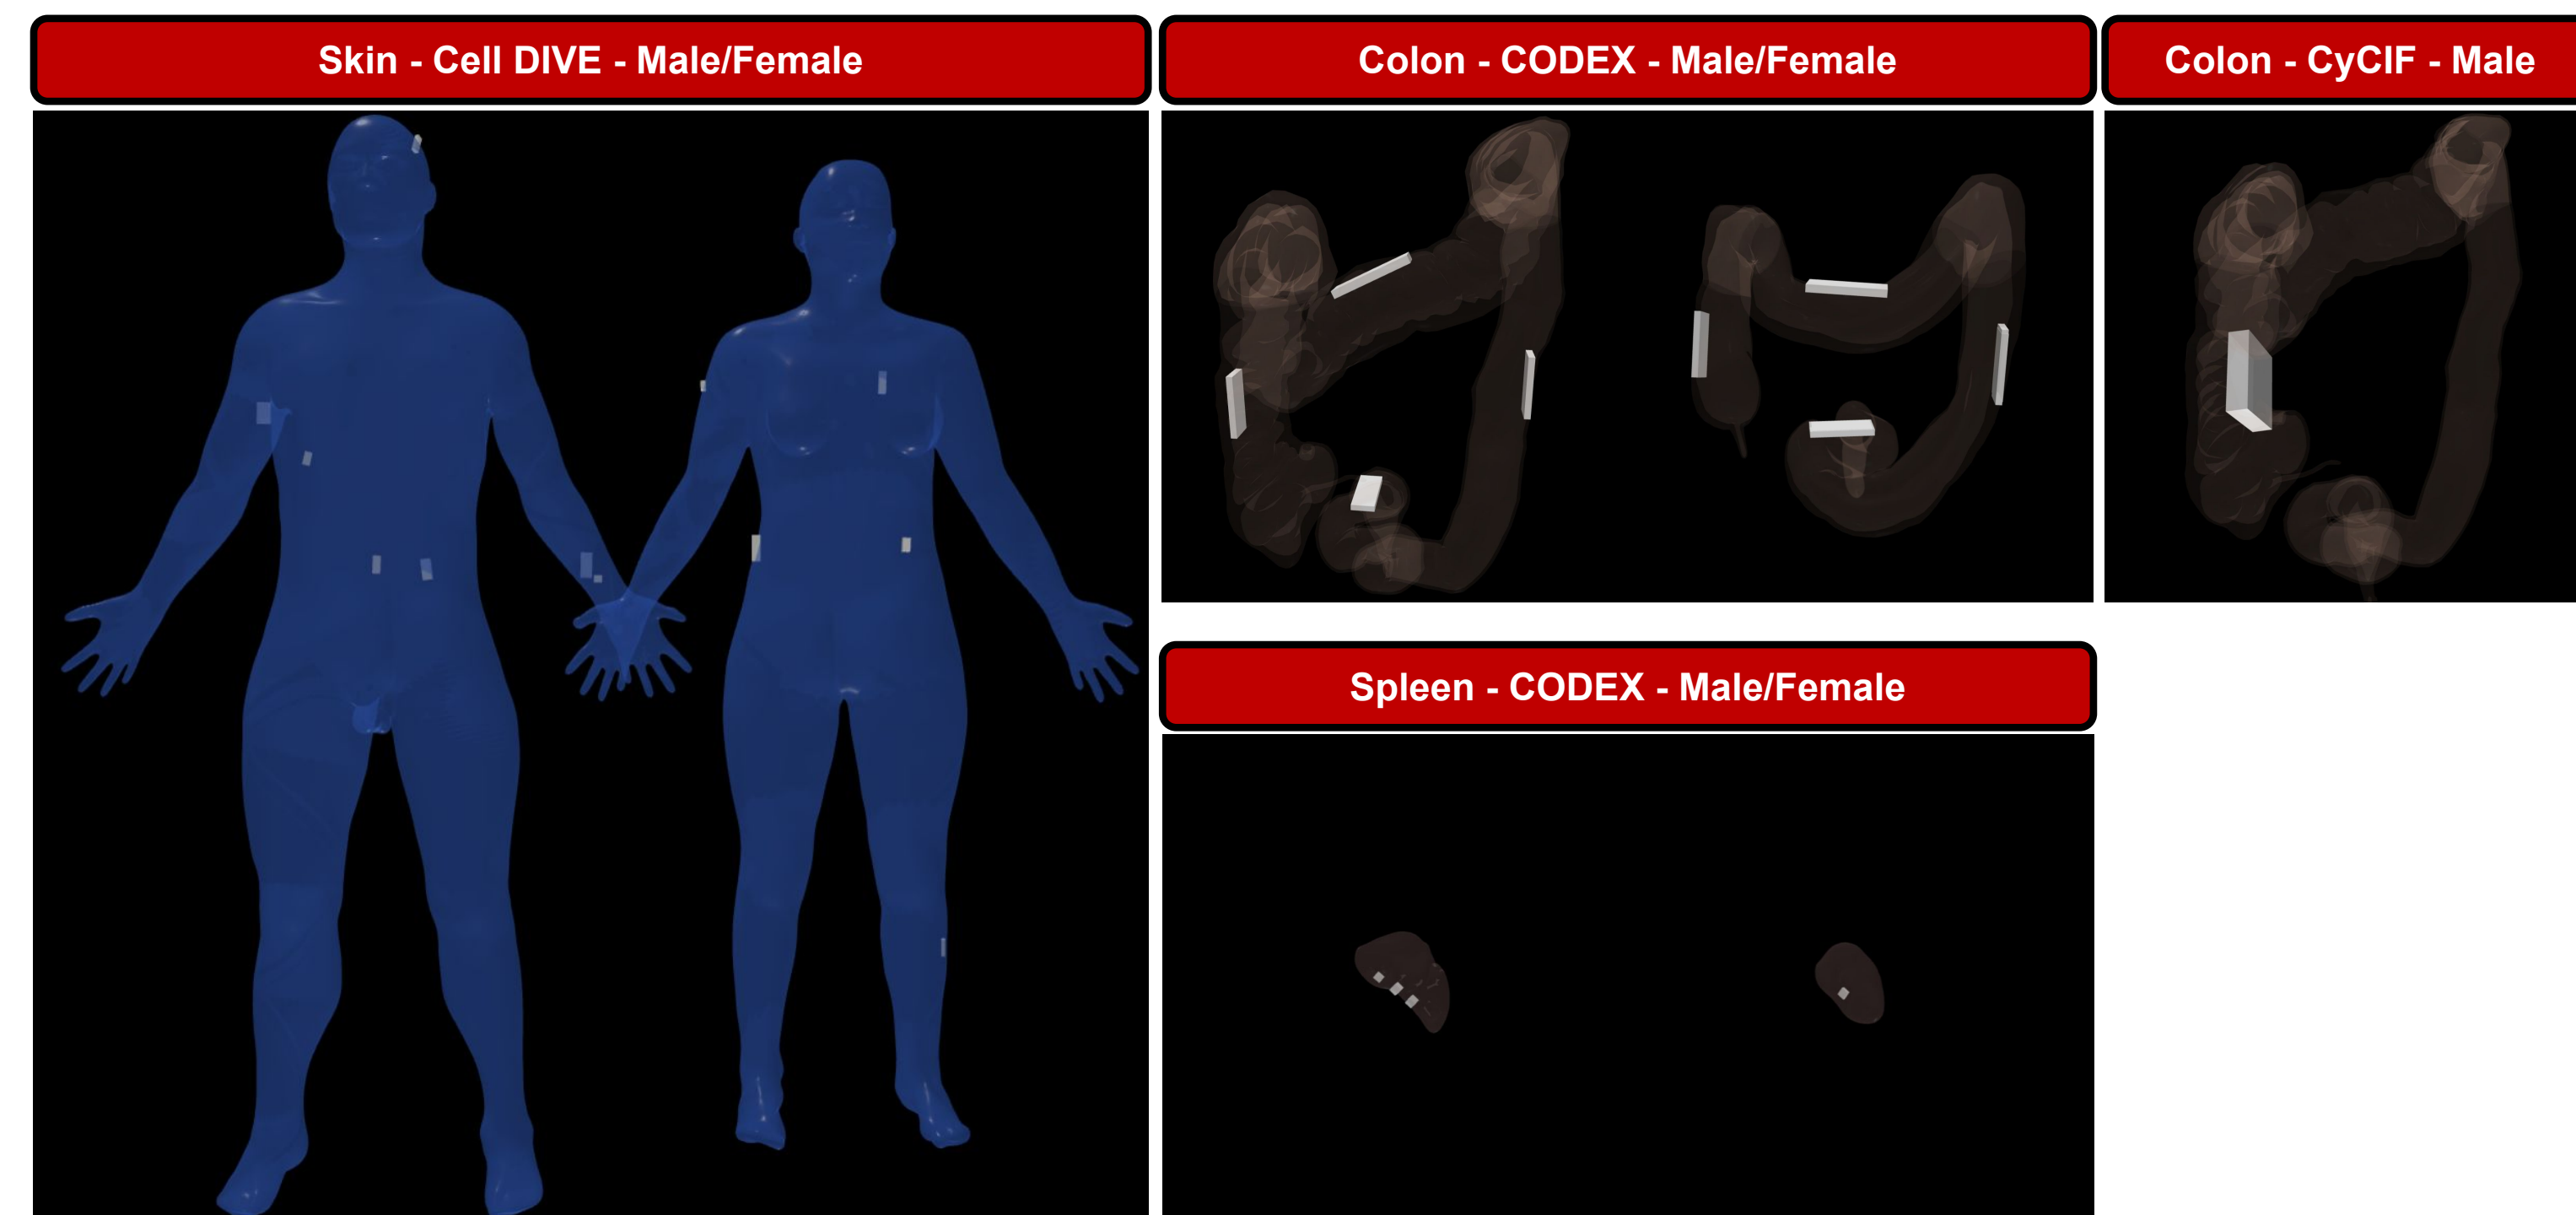 Skin - Cell DIVE - Male/Female
Colon - CODEX - Male/Female
Colon - CyCIF - Male
Spleen - CODEX - Male/Female